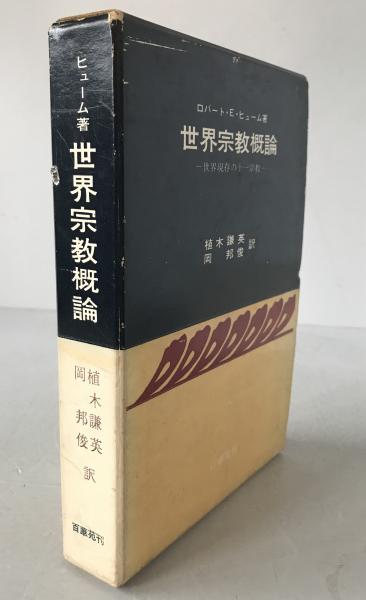 ヒューム著
世界宗教概論
植木謙英
岡邦俊
訳
百華苑刊
ロバート・E・ヒューム著
世界宗教概論
―世界現存の十一宗教―
植木謙英
岡邦俊
訳